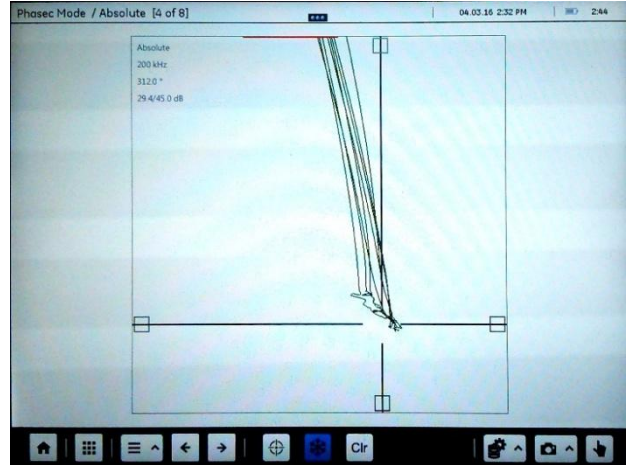 Phasec Mode / Absolute [4 of 8]
04.03.16 2:32 PM
2:44
Absolute
200 kHz
312.0 °
29.4/45.0 dB
Clr